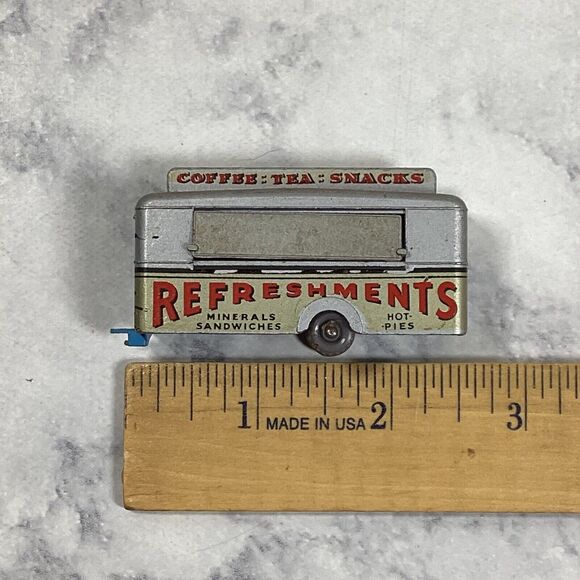 COFFEE : TEA : SNACKS
REFRESHMENTS
MINERALS
SANDWICHES
HOT-
-PIES
1 MADE IN USA 2 3